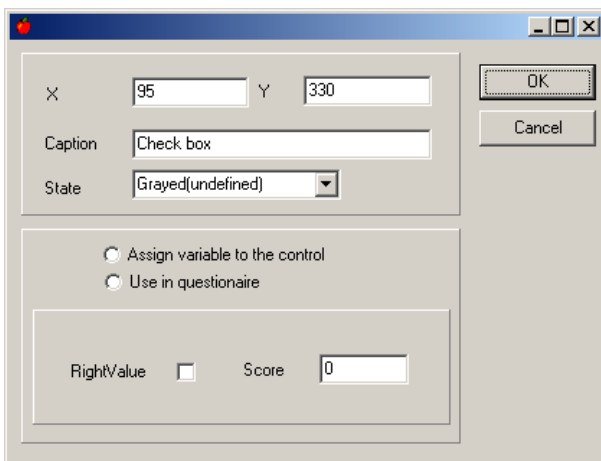 X 95 Y 330
OK
Caption Check box
Cancel
State Grayed(undefined)
Assign variable to the control
Use in questionaire
RightValue Score 0